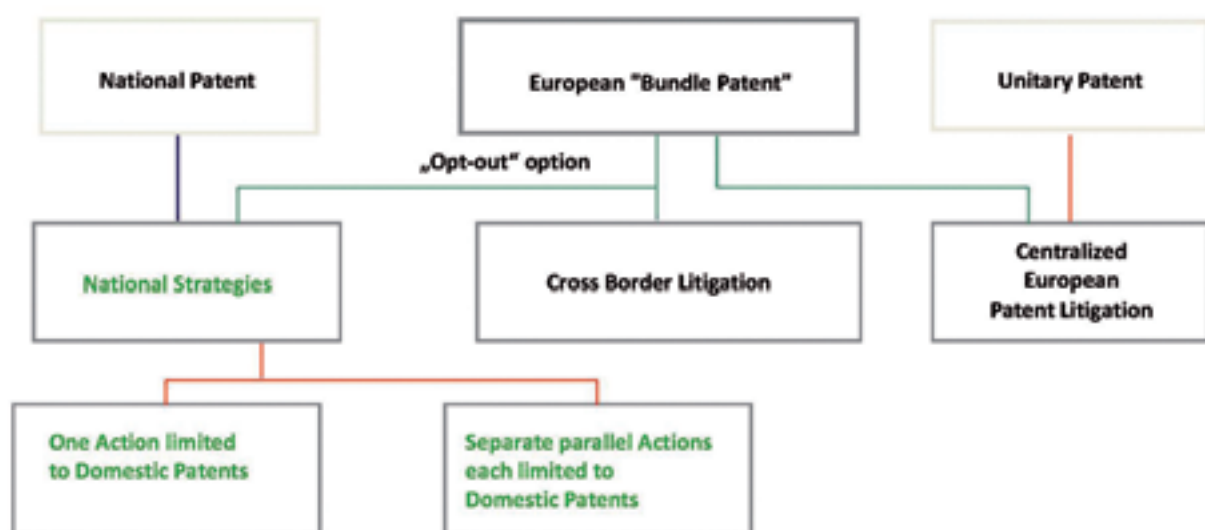 National Patent
European "Bundle Patent"
Unitary Patent
„Opt-out“ option
National Strategies
Cross Border Litigation
Centralized
European
Patent Litigation
One Action limited
to Domestic Patents
Separate parallel Actions
each limited to
Domestic Patents